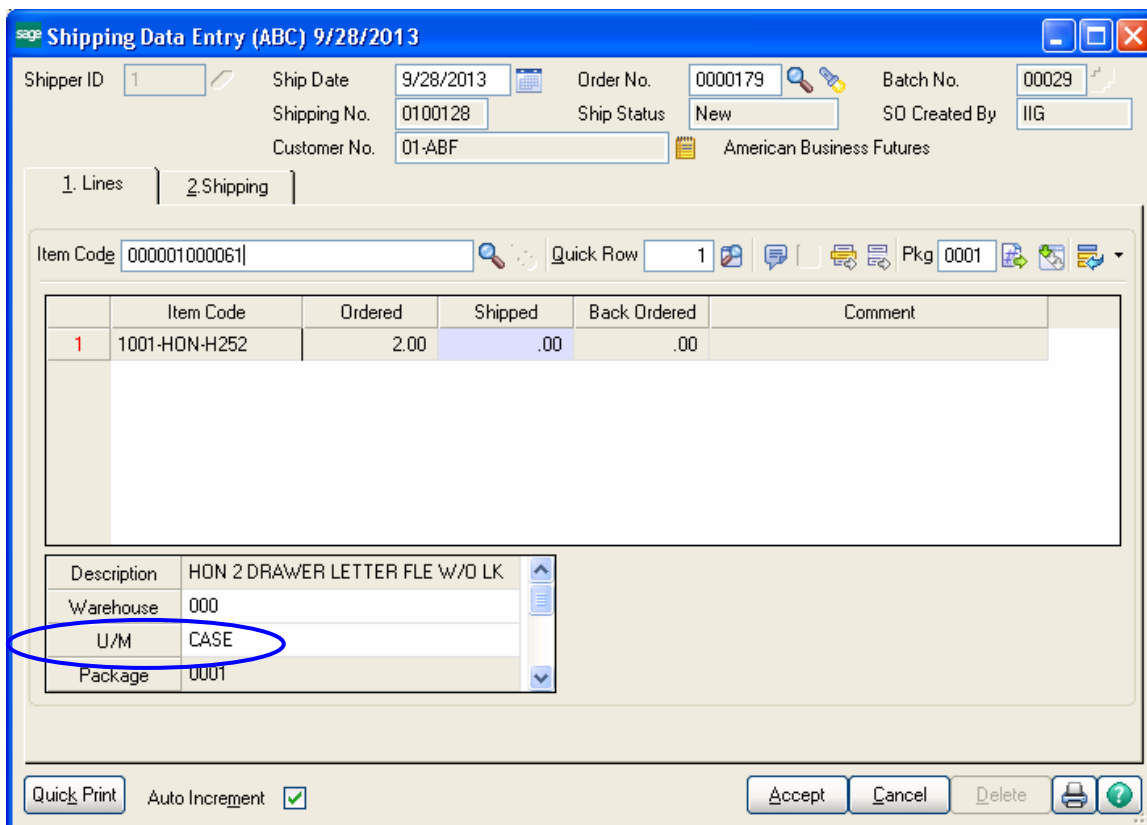 sage Shipping Data Entry (ABC) 9/28/2013
Shipper ID 1 Ship Date 9/28/2013 Order No. 0000179 Batch No. 00029
Shipping No. 0100128 Ship Status New SO Created By IIG
Customer No. 01-ABF American Business Futures
1. Lines 2.Shipping
Item Code 000001000061 Quick Row 1 Pkg 0001
Item Code Ordered Shipped Back Ordered Comment
1 1001-HON-H252 2.00 .00 .00
Description HON 2 DRAWER LETTER FLE W/O LK
Warehouse 000
U/M CASE
Package 0001
Quick Print Auto Increment Accept Cancel Delete ?